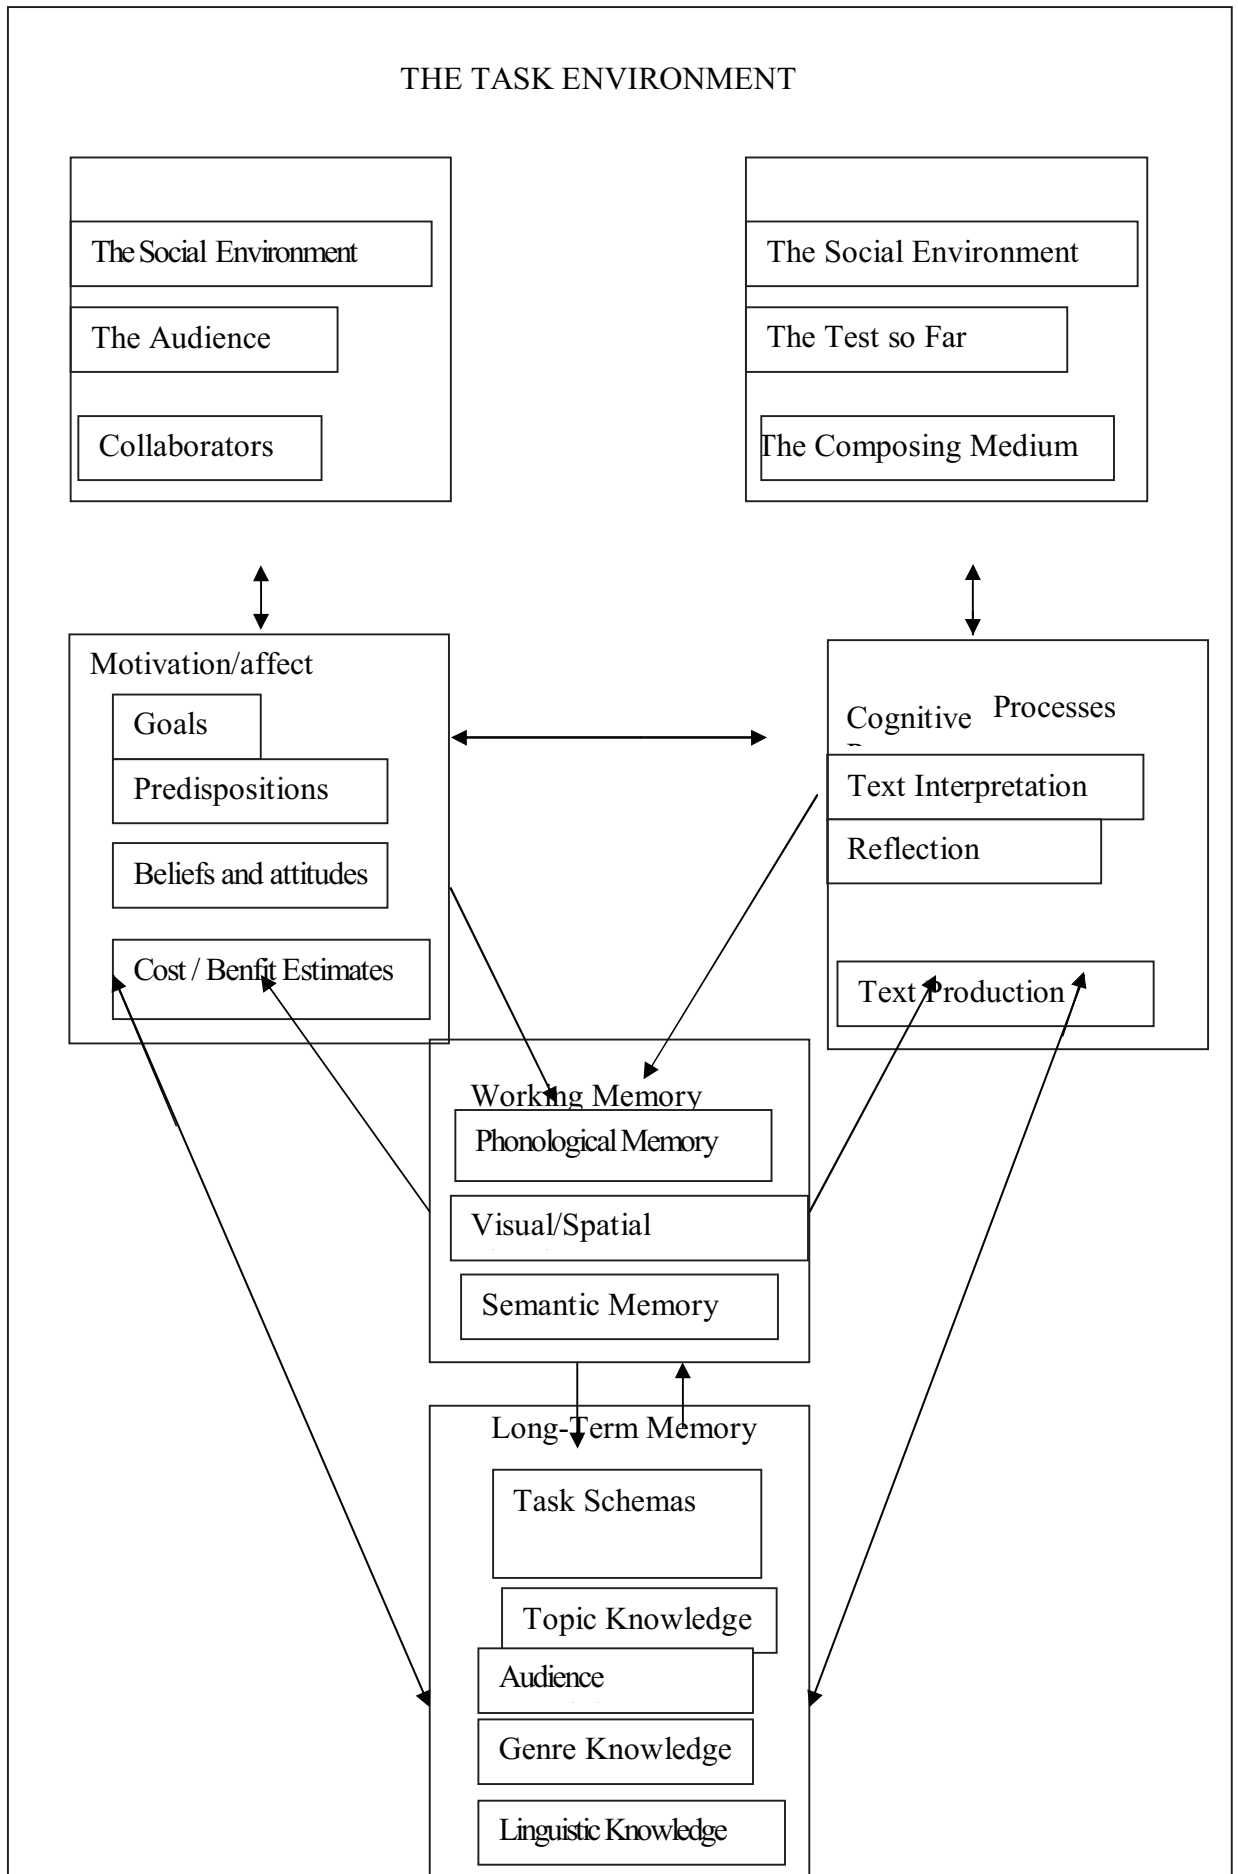 THE TASK ENVIRONMENT
The Social Environment
The Audience
Collaborators
The Social Environment
The Test so Far
The Composing Medium
Motivation/affect
Goals
Predispositions
Beliefs and attitudes
Cost / Benfit Estimates
Cognitive Processes
Text Interpretation
Reflection
Text Production
Working Memory
Phonological Memory
Visual/Spatial
Semantic Memory
Long-Term Memory
Task Schemas
Topic Knowledge
Audience
Genre Knowledge
Linguistic Knowledge